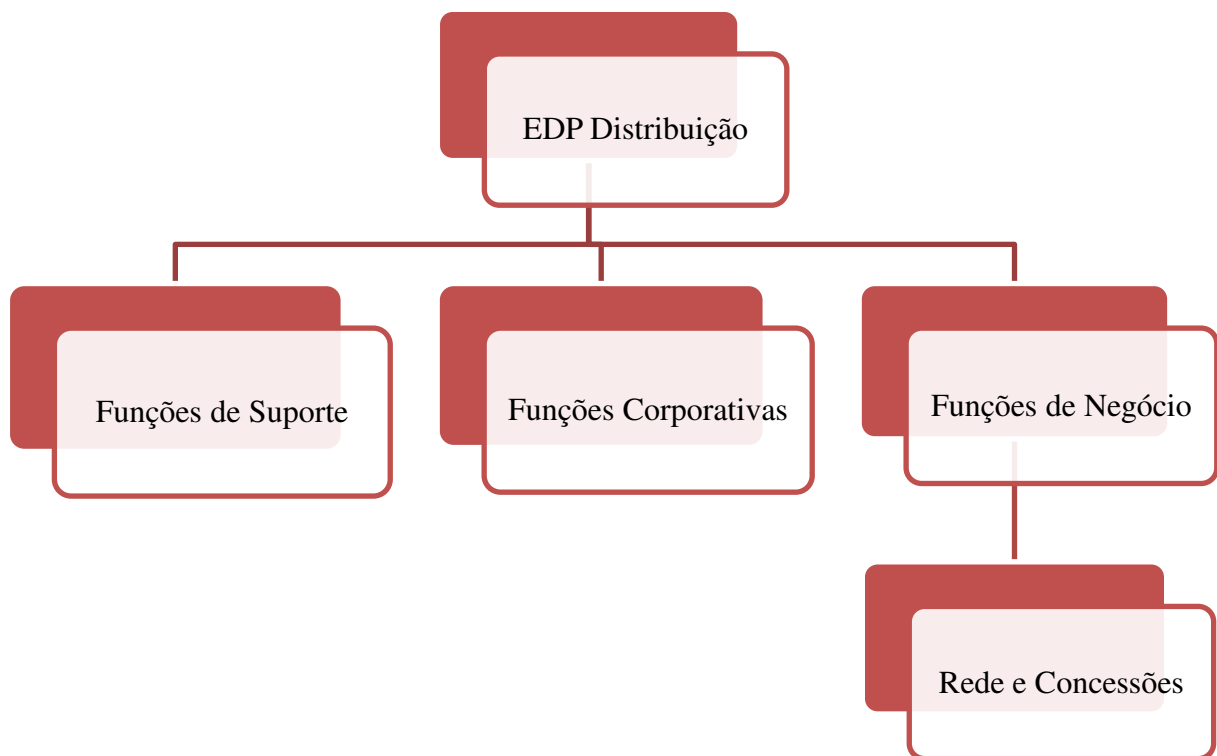 EDP Distribuição
Funções de Suporte
Funções Corporativas
Funções de Negócio
Rede e Concessões